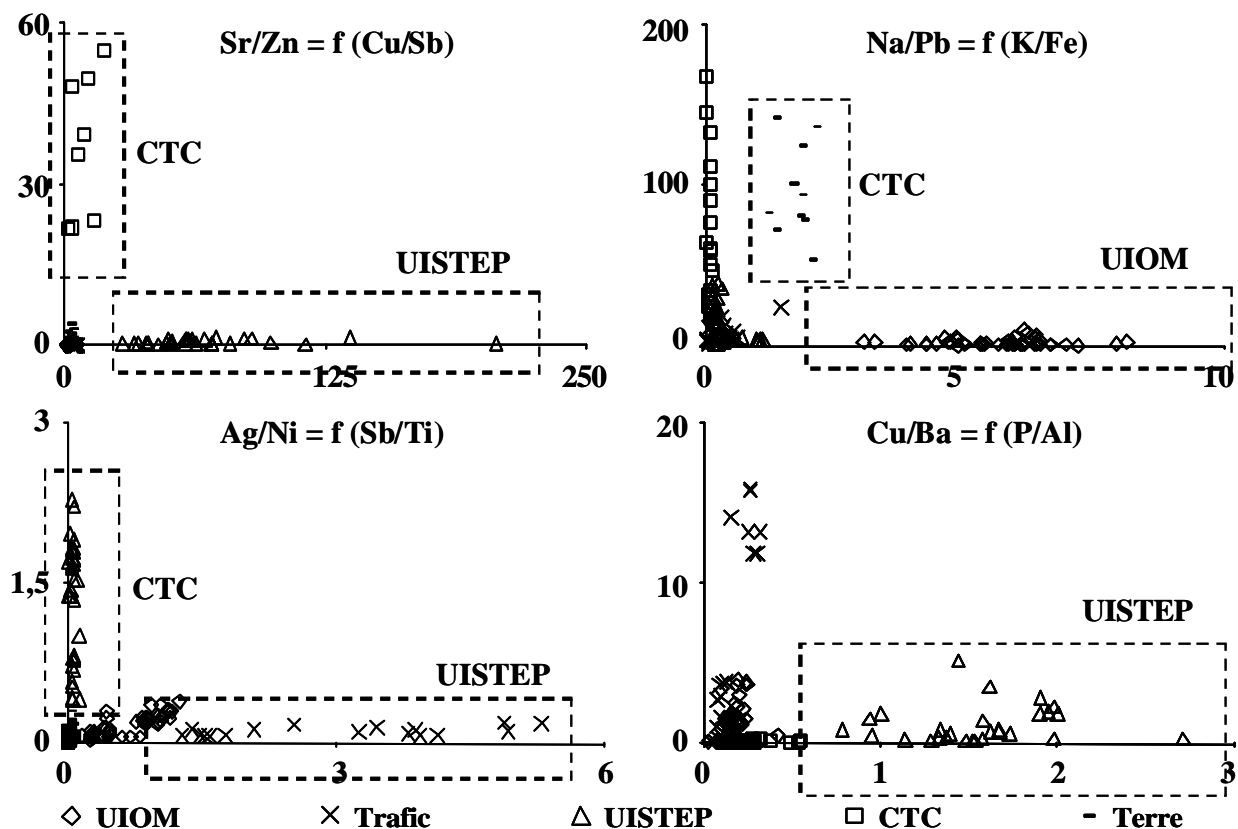 60
Sr/Zn = f (Cu/Sb)
CTC
30
UISTEP
0
0 125 250
200
Na/Pb = f (K/Fe)
100
CTC
UIOM
0
0 5 10
3
Ag/Ni = f (Sb/Ti)
1,5
CTC
UISTEP
0
0 3 6
20
Cu/Ba = f (P/Al)
10
UISTEP
0
0 1 2 3
UIOM Trafic UISTEP CTC Terre